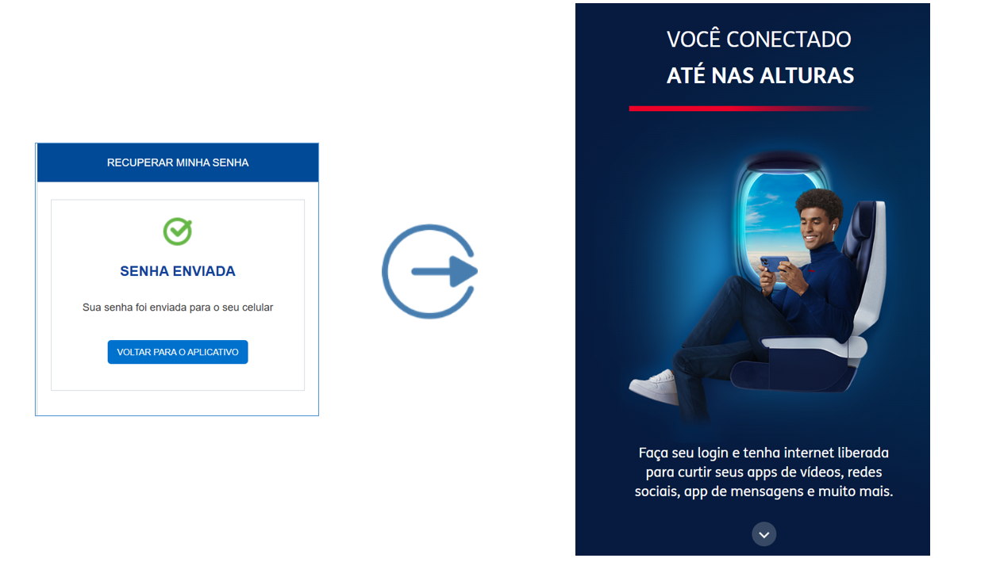 RECUPERAR MINHA SENHA
SENHA ENVIADA
Sua senha foi enviada para o seu celular
VOLTAR PARA O APLICATIVO
VOCÊ CONECTADO
ATÉ NAS ALTURAS
Faça seu login e tenha internet liberada
para curtir seus apps de vídeos, redes
sociais, app de mensagens e muito mais.